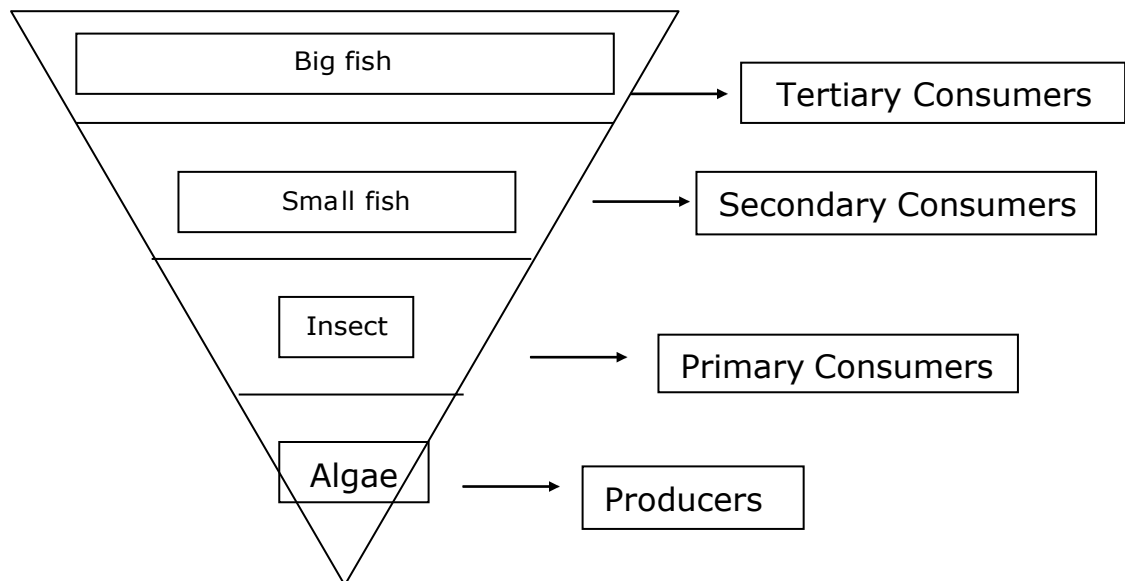 Big fish
Tertiary Consumers
Small fish
Secondary Consumers
Insect
Primary Consumers
Algae
Producers